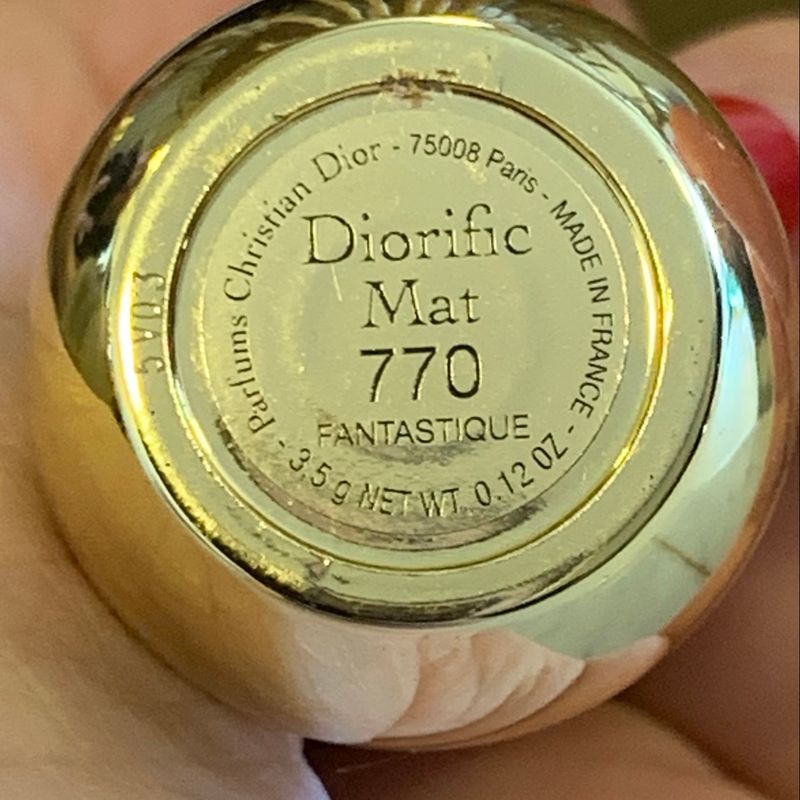 Parfums Christian Dior - 75008 Paris - MADE IN FRANCE -
Diorific
Mat
770
FANTASTIQUE
3,5 g NET WT. 0.12 OZ -
5V03